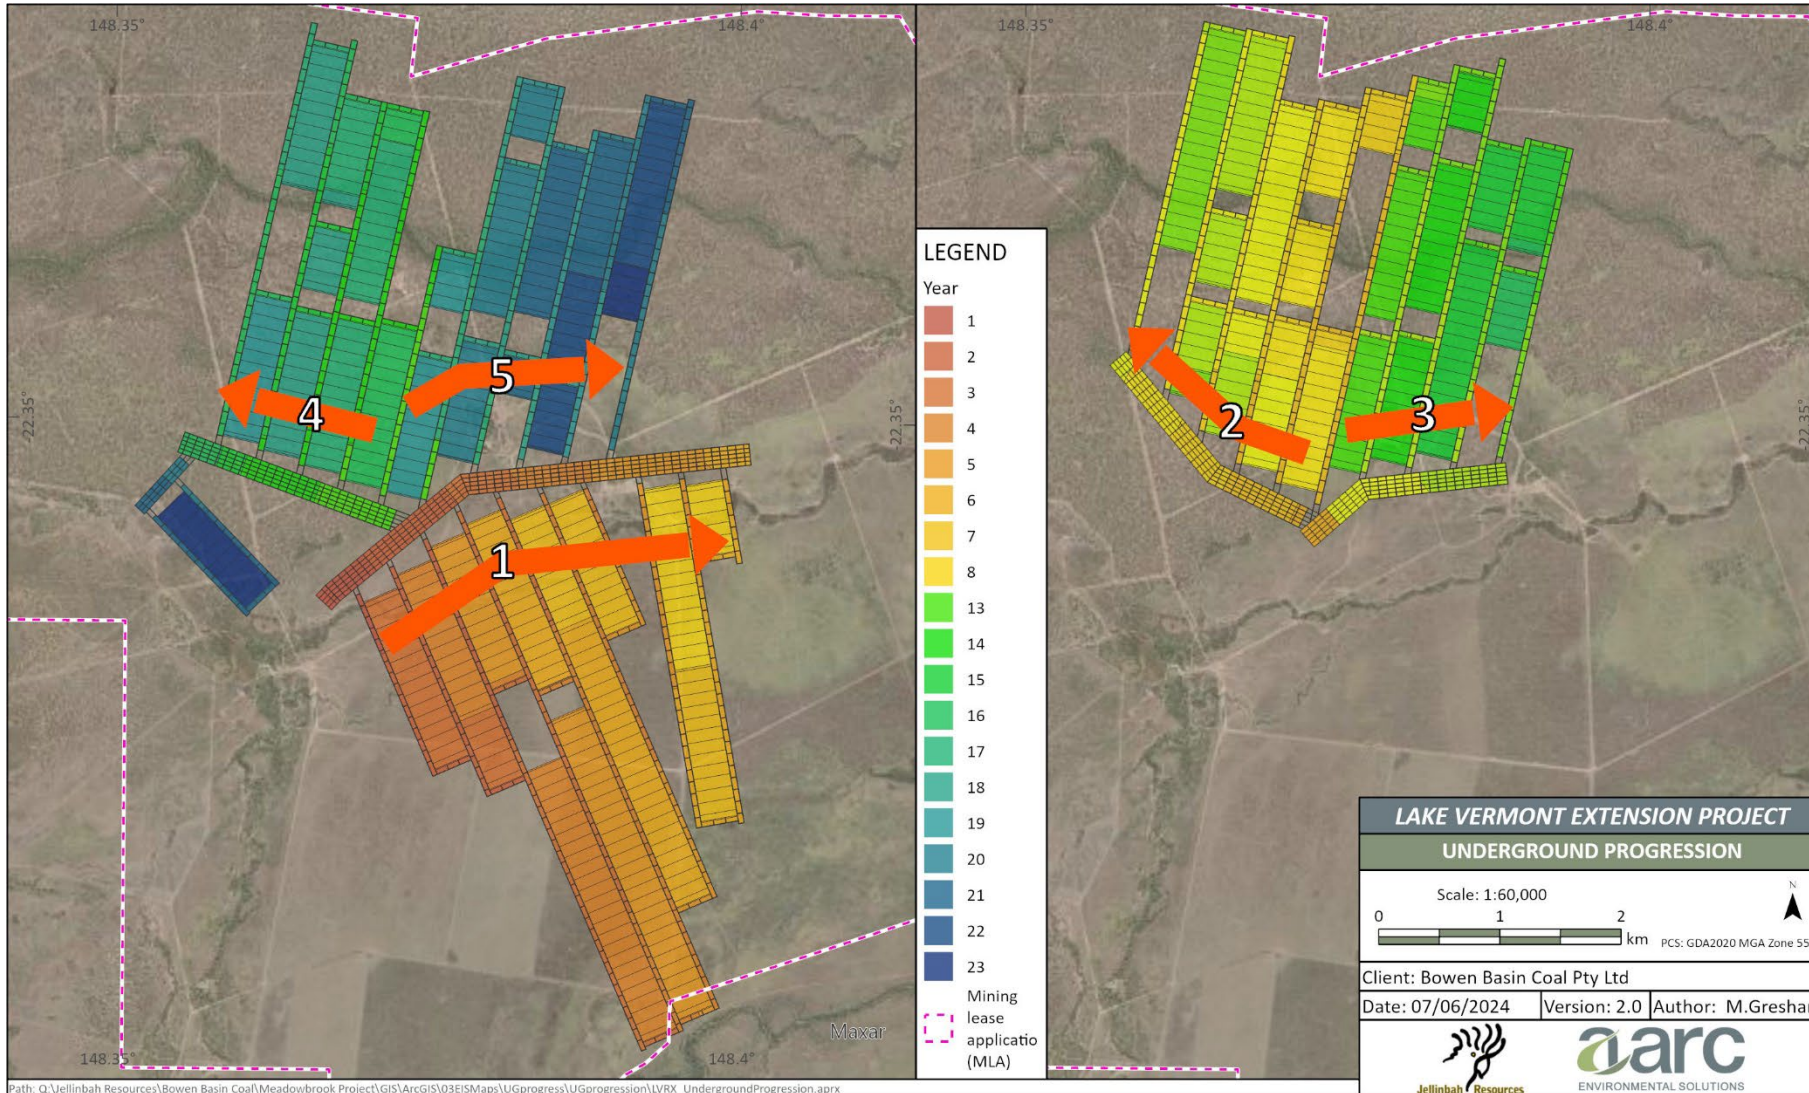 148.35°
148.4°
148.35°
148.4°
22.35°
22.35°
22.35°
4
5
1
2
3
LEGEND
Year
1
2
3
4
5
6
7
8
13
14
15
16
17
18
19
20
21
22
23
Mining
lease
applicatio
(MLA)
148.35°
148.4°
Maxar
LAKE VERMONT EXTENSION PROJECT
UNDERGROUND PROGRESSION
Scale: 1:60,000
N
0 1 2
km
PCS: GDA2020 MGA Zone 55
Client: Bowen Basin Coal Pty Ltd
Date: 07/06/2024 Version: 2.0 Author: M.Greshar
Jellinbah Resources
aarc
ENVIRONMENTAL SOLUTIONS
Path: Q:\Jellinbah Resources\Bowen Basin Coal\Meadowbrook Project\GIS\ArcGIS\03EISMaps\UGprogress\UGprogression\LVRX_UndergroundProgression.aprx